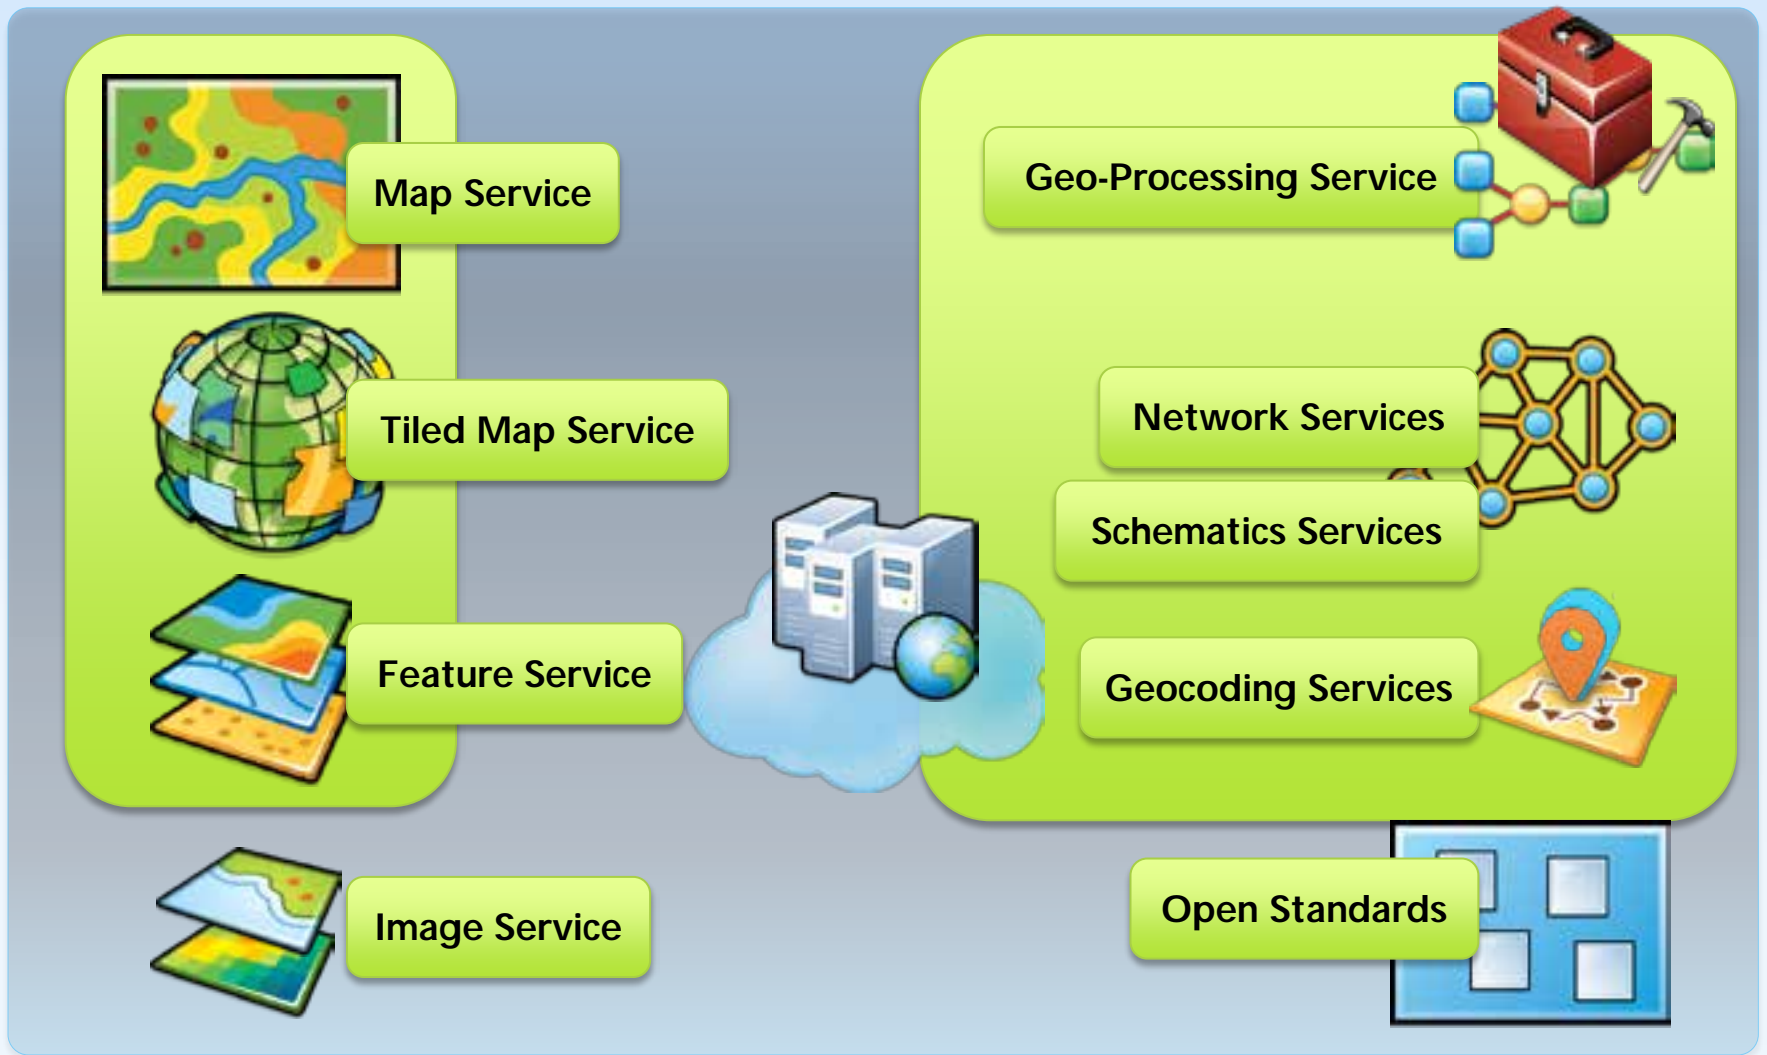 Map Service
Tiled Map Service
Feature Service
Image Service
Geo-Processing Service
Network Services
Schematics Services
Geocoding Services
Open Standards